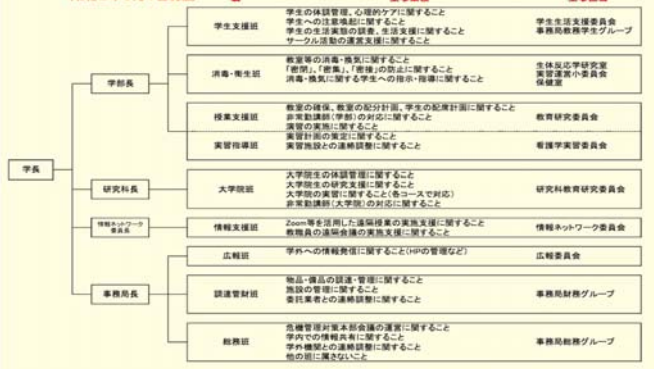 学生支援班
学生の体調管理、心理的ケアに関すること
学生への注意喚起に関すること
学生の生活実態の調査、生活支援に関すること
サークル活動の運営支援に関すること
学生生活支援委員会
事務局教務学生グループ
学部長
消毒・衛生班
教室等の消毒・換気に関すること
「密閉」、「密集」、「密接」の防止に関すること
消毒・換気に関する学生への指示・指導に関すること
生体反応学研究室
実習運営小委員会
保健室
授業支援班
教室の確保、教室の配分計画、学生の配席計画に関すること
非常勤講師(学部)の対応に関すること
演習の実施に関すること
教育研究委員会
実習指導班
実習計画の策定に関すること
実習施設との連絡調整に関すること
看護学実習委員会
学長
研究科長
大学院班
大学院生の体調管理に関すること
大学院生の研究支援に関すること
大学院の実習に関すること(各コースで対応)
非常勤講師(大学院)の対応に関すること
研究科教育研究委員会
情報ネットワーク
委員長
情報支援班
Zoom等を活用した遠隔授業の実施支援に関すること
教職員の遠隔会議の実施支援に関すること
情報ネットワーク委員会
広報班
学外への情報発信に関すること(HPの管理など)
広報委員会
事務局長
調達管財班
物品・備品の調達・管理に関すること
施設の管理に関すること
委託業者との連絡調整に関すること
事務局財務グループ
総務班
危機管理対策本部会議の運営に関すること
学内での情報共有に関すること
学外機関との連絡調整に関すること
他の班に属さないこと
事務局総務グループ